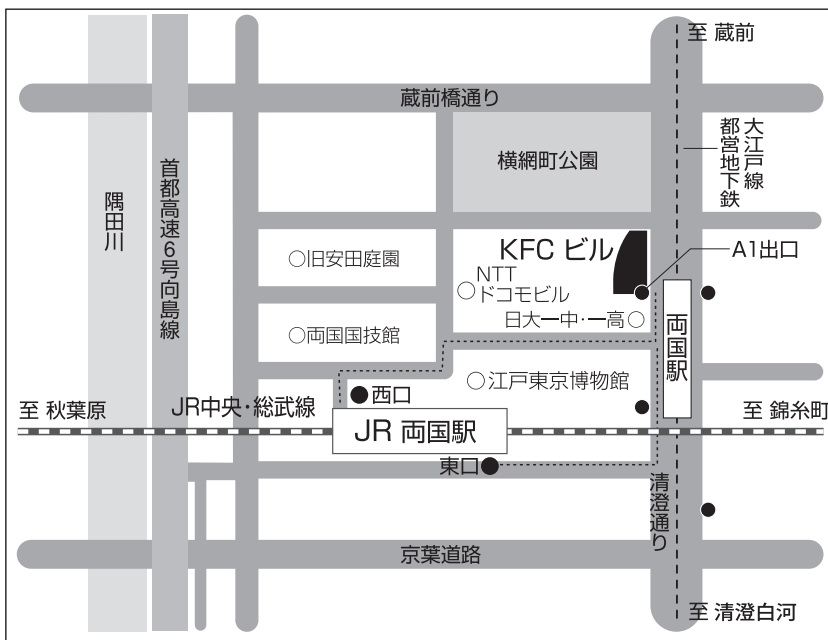 至 蔵前
蔵前橋通り
大江戸線
都営地下鉄
横網町公園
隅田川
首都高速6号向島線
KFC ビル
A1出口
○旧安田庭園
NTT
○ドコモビル
日大一中・一高○
○両国国技館
両国駅
○江戸東京博物館
西口
至 秋葉原
JR中央・総武線
至 錦糸町
JR 両国駅
東口
清澄通り
京葉道路
至 清澄白河